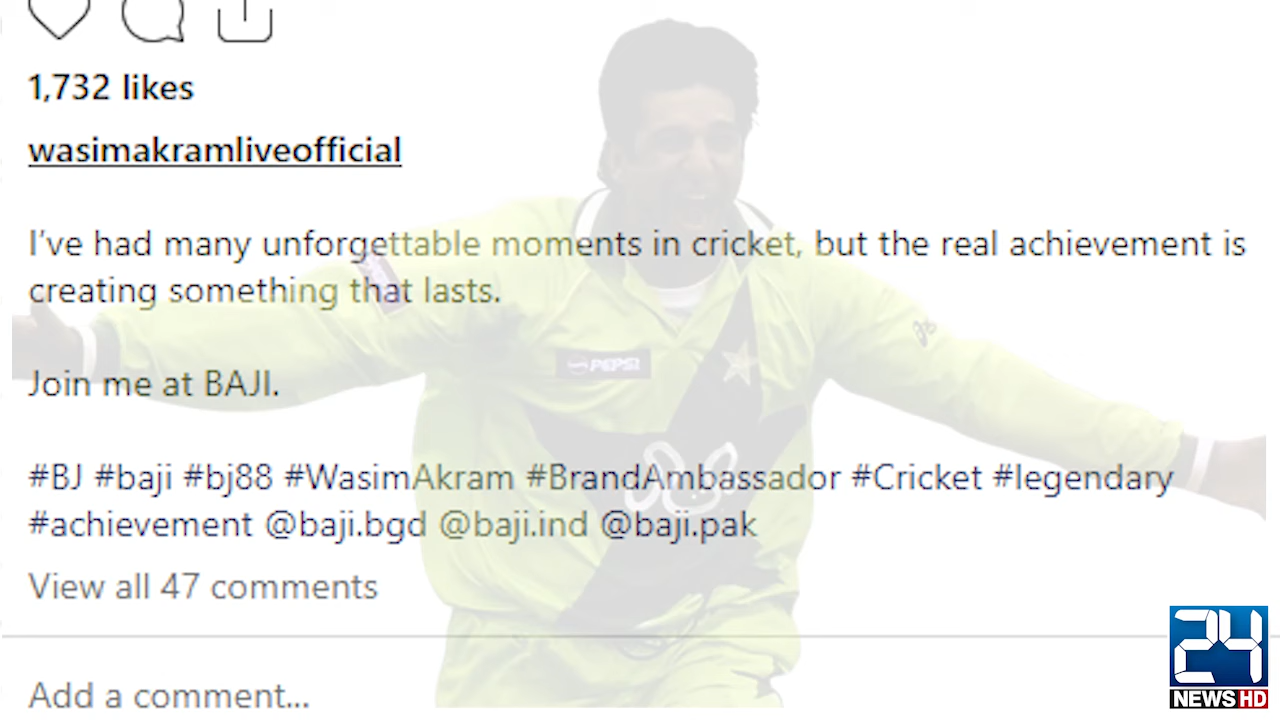 1,732 likes
wasimakramliveofficial
I've had many unforgettable moments in cricket, but the real achievement is
creating something that lasts.
PEPSI
Join me at BAJI.
#BJ #baji #bj88 #WasimAkram #BrandAmbassador #Cricket #legendary
#achievement @baji.bgd @baji.ind @baji.pak
View all 47 comments
Add a comment...
24
NEWS HD